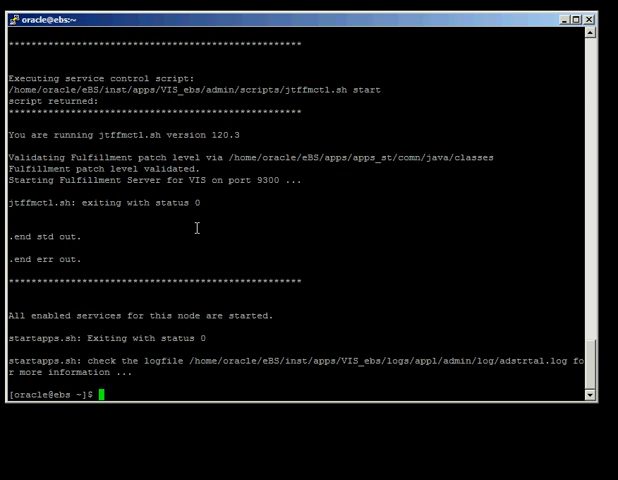 oracle@ebs:~
****************************************************
Executing service control script:
/home/oracle/eBS/inst/apps/VIS_ebs/admin/scripts/jtffmctl.sh start
script returned:
****************************************************
You are running jtffmctl.sh version 120.3
Validating Fulfillment patch level via /home/oracle/eBS/apps/apps_st/comn/java/classes
Fulfillment patch level validated.
Starting Fulfillment Server for VIS on port 9300 ...
jtffmctl.sh: exiting with status 0
.end std out.
.end err out.
****************************************************
All enabled services for this node are started.
startapps.sh: Exiting with status 0
startapps.sh: check the logfile /home/oracle/eBS/inst/apps/VIS_ebs/logs/appl/admin/log/adstrtal.log fo
r more information ...
[oracle@ebs ~]$